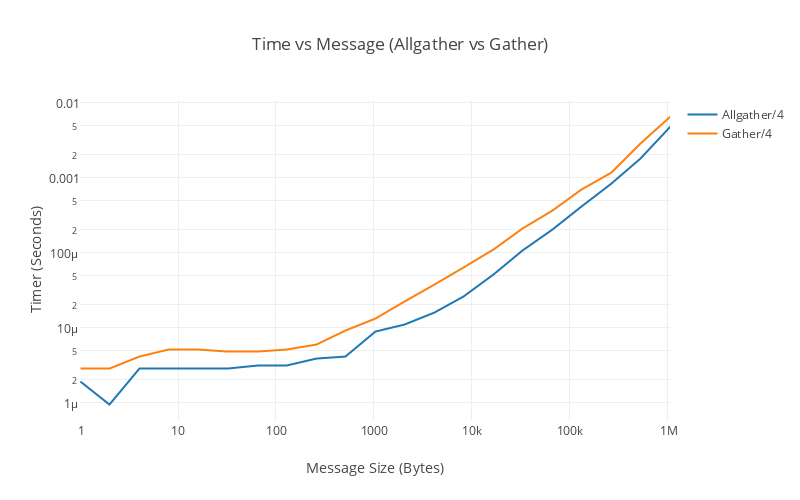 Time vs Message (Allgather vs Gather)
Allgather/4
Gather/4
Timer (Seconds)
0.01
5
2
0.001
5
2
100μ
5
2
10μ
5
2
1μ
1
10
100
1000
10k
100k
1M
Message Size (Bytes)